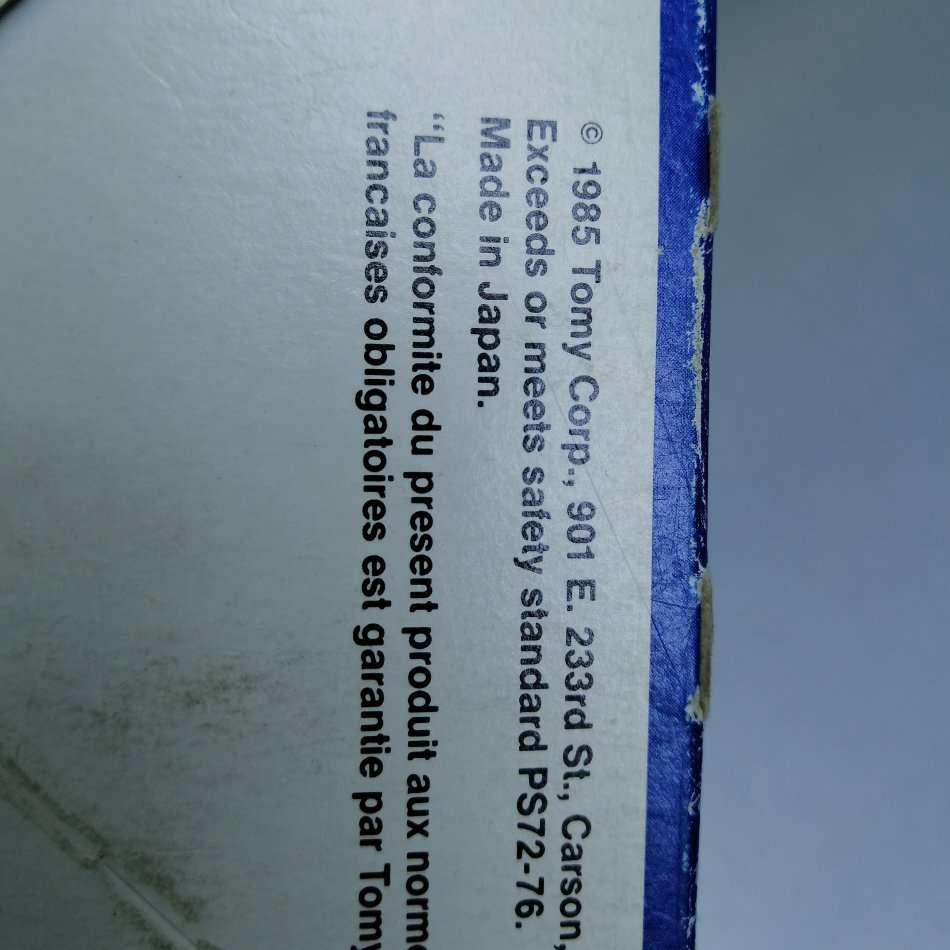 © 1985 Tomy Corp., 901 E. 233rd St., Carson,
Exceeds or meets safety standard PS72-76.
Made in Japan.
“La conformite du present produit aux
francaises obligatoires est garantie par Tomy